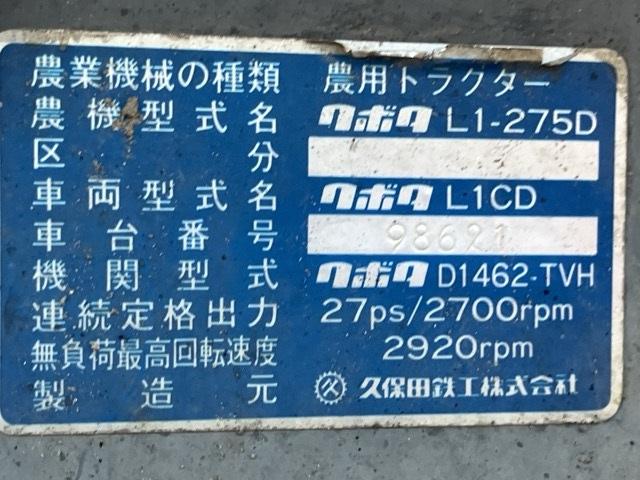 農業機械の種類 農用トラクター
農機型式名 クボタ L1-275D
区分
車両型式名 クボタ L1CD
車台番号 98691
機関型式 クボタ D1462-TVH
連続定格出力 27ps/2700rpm
無負荷最高回転速度 2920rpm
製造元 久保田鉄工株式会社